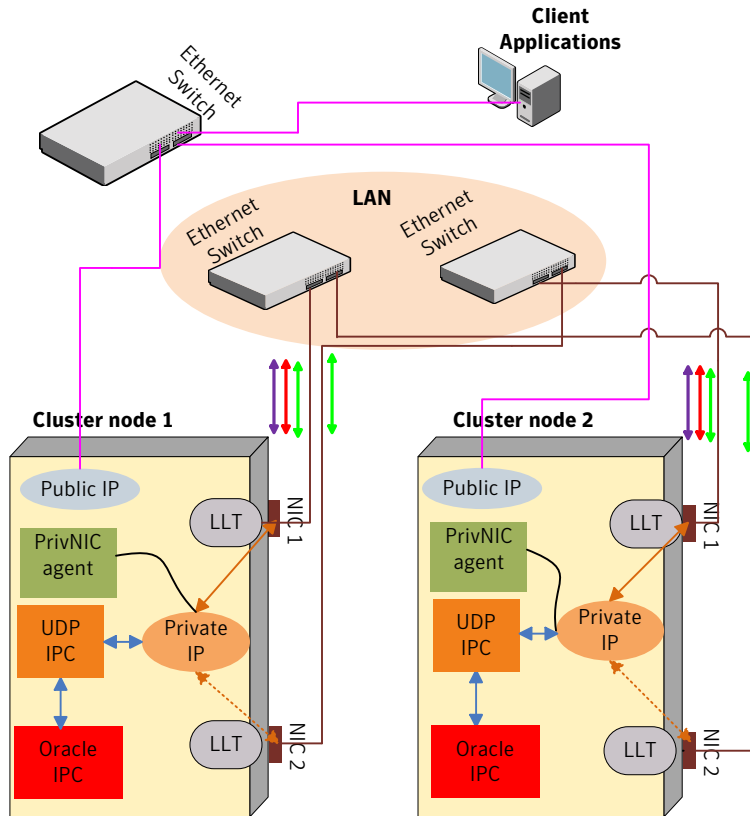 Client
Applications
Ethernet
Switch
LAN
Ethernet
Switch
Ethernet
Switch
Cluster node 1
Public IP
LLT
NIC 1
PrivNIC
agent
UDP
IPC
Private
IP
Oracle
IPC
LLT
NIC 2
Cluster node 2
Public IP
LLT
NIC 1
PrivNIC
agent
UDP
IPC
Private
IP
Oracle
IPC
LLT
NIC 2